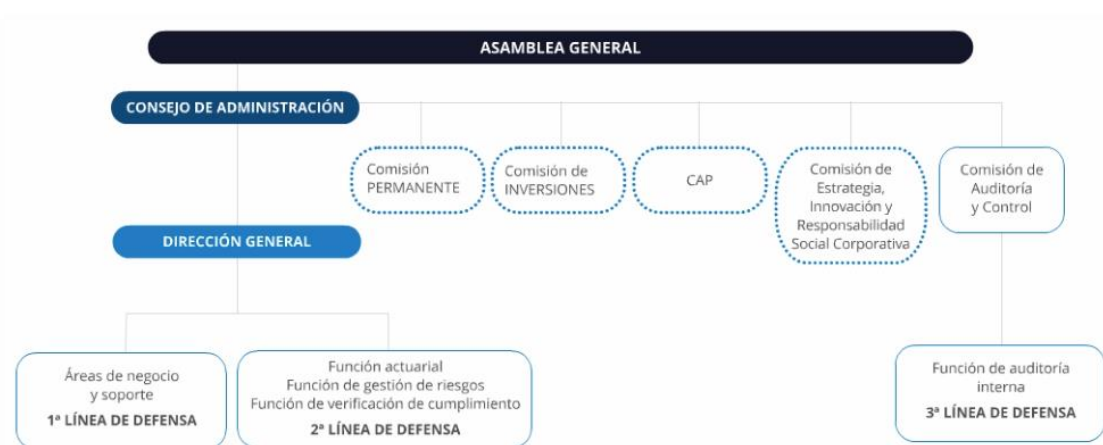 ASAMBLEA GENERAL
CONSEJO DE ADMINISTRACIÓN
Comisión
PERMANENTE
Comisión de
INVERSIONES
CAP
Comisión de
Estrategia,
Innovación y
Responsabilidad
Social Corporativa
Comisión de
Auditoría
y Control
DIRECCIÓN GENERAL
Áreas de negocio
y soporte
1ª LÍNEA DE DEFENSA
Función actuarial
Función de gestión de riesgos
Función de verificación de cumplimiento
2ª LÍNEA DE DEFENSA
Función de auditoría
interna
3ª LÍNEA DE DEFENSA